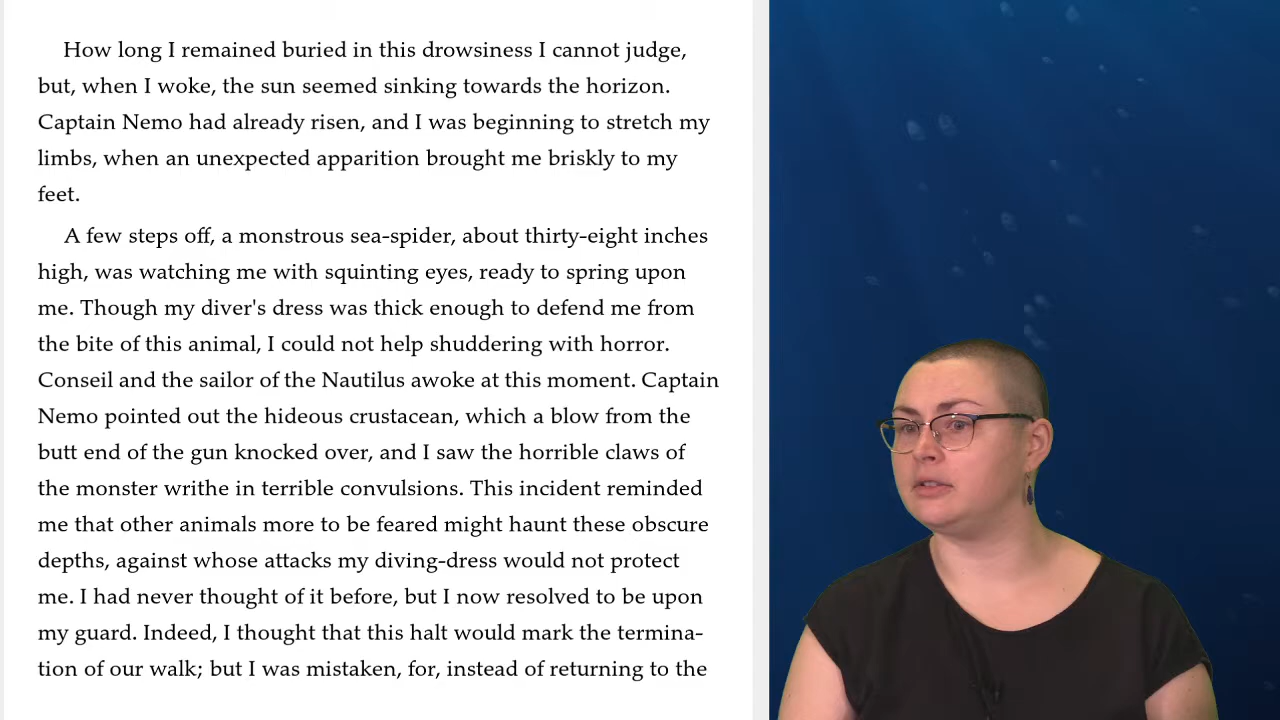 How long I remained buried in this drowsiness I cannot judge,
but, when I woke, the sun seemed sinking towards the horizon.
Captain Nemo had already risen, and I was beginning to stretch my
limbs, when an unexpected apparition brought me briskly to my
feet.
A few steps off, a monstrous sea-spider, about thirty-eight inches
high, was watching me with squinting eyes, ready to spring upon
me. Though my diver's dress was thick enough to defend me from
the bite of this animal, I could not help shuddering with horror.
Conseil and the sailor of the Nautilus awoke at this moment. Captain
Nemo pointed out the hideous crustacean, which a blow from the
butt end of the gun knocked over, and I saw the horrible claws of
the monster writhe in terrible convulsions. This incident reminded
me that other animals more to be feared might haunt these obscure
depths, against whose attacks my diving-dress would not protect
me. I had never thought of it before, but I now resolved to be upon
my guard. Indeed, I thought that this halt would mark the termina-
tion of our walk; but I was mistaken, for, instead of returning to the